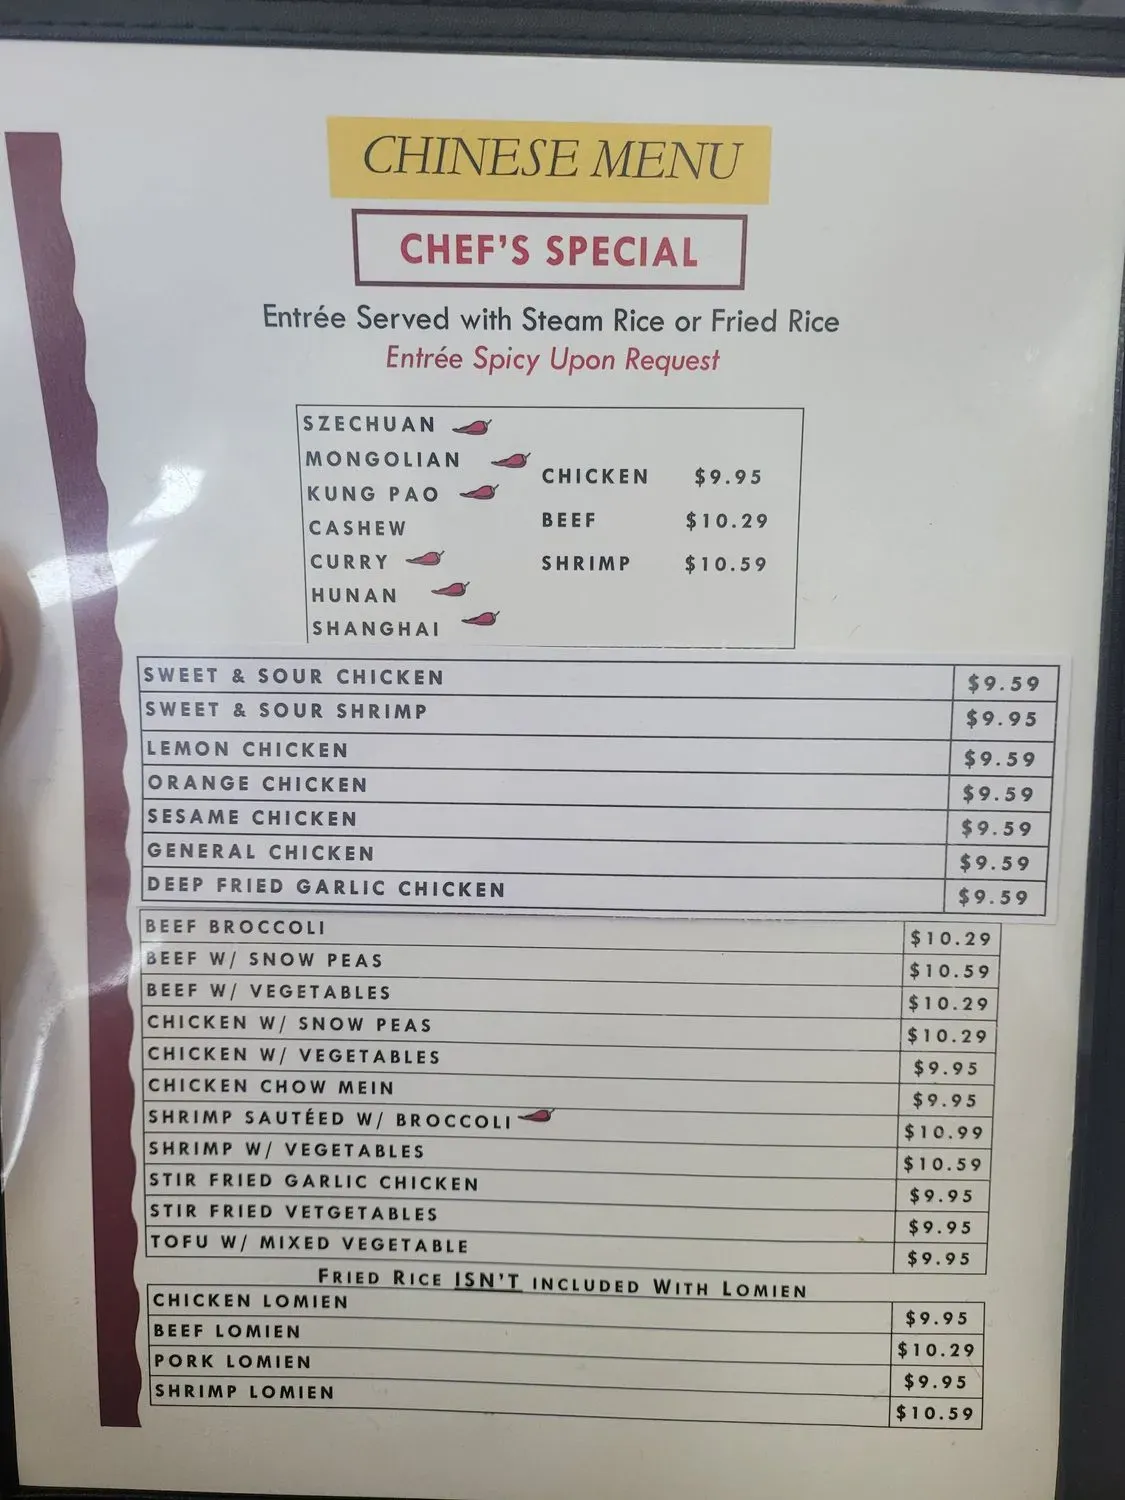 CHINESE MENU
CHEF'S SPECIAL
Entrée Served with Steam Rice or Fried Rice
Entrée Spicy Upon Request
SZECHUAN
MONGOLIAN
KUNG PAO
CASHEW
CURRY
HUNAN
SHANGHAI
CHICKEN $9.95
BEEF $10.29
SHRIMP $10.59
SWEET & SOUR CHICKEN $9.59
SWEET & SOUR SHRIMP $9.95
LEMON CHICKEN $9.59
ORANGE CHICKEN $9.59
SESAME CHICKEN $9.59
GENERAL CHICKEN $9.59
DEEP FRIED GARLIC CHICKEN $9.59
BEEF BROCCOLI $10.29
BEEF W/ SNOW PEAS $10.59
BEEF W/ VEGETABLES $10.29
CHICKEN W/ SNOW PEAS $10.29
CHICKEN W/ VEGETABLES $9.95
CHICKEN CHOW MEIN $9.95
SHRIMP SAUTÉED W/ BROCCOLI $10.99
SHRIMP W/ VEGETABLES $10.59
STIR FRIED GARLIC CHICKEN $9.95
STIR FRIED VETGETABLES $9.95
TOFU W/ MIXED VEGETABLE $9.95
FRIED RICE ISN'T INCLUDED WITH LOMIEN
CHICKEN LOMIEN $9.95
BEEF LOMIEN $10.29
PORK LOMIEN $9.95
SHRIMP LOMIEN $10.59